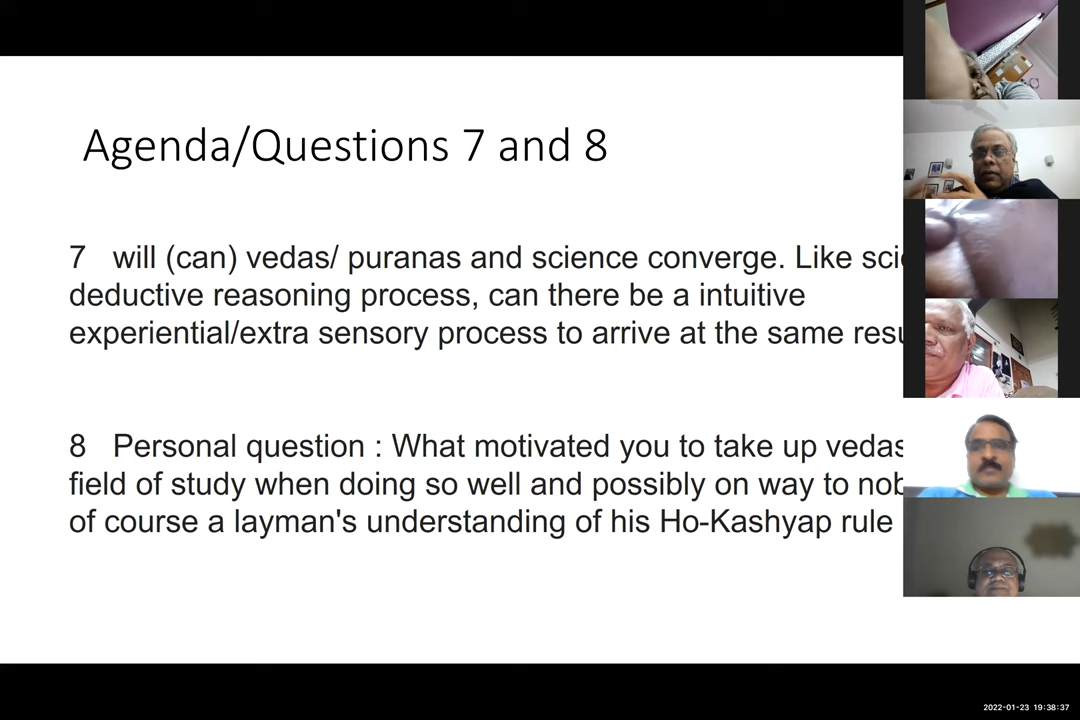 Agenda/Questions 7 and 8
7 will (can) vedas/ puranas and science converge. Like
deductive reasoning process, can there be a intuitive
experiential/extra sensory process to arrive at the same
8 Personal question : What motivated you to take up vedas
field of study when doing so well and possibly on way to
of course a layman's understanding of his Ho-Kashyap rule
2022-01-23 19:38:37